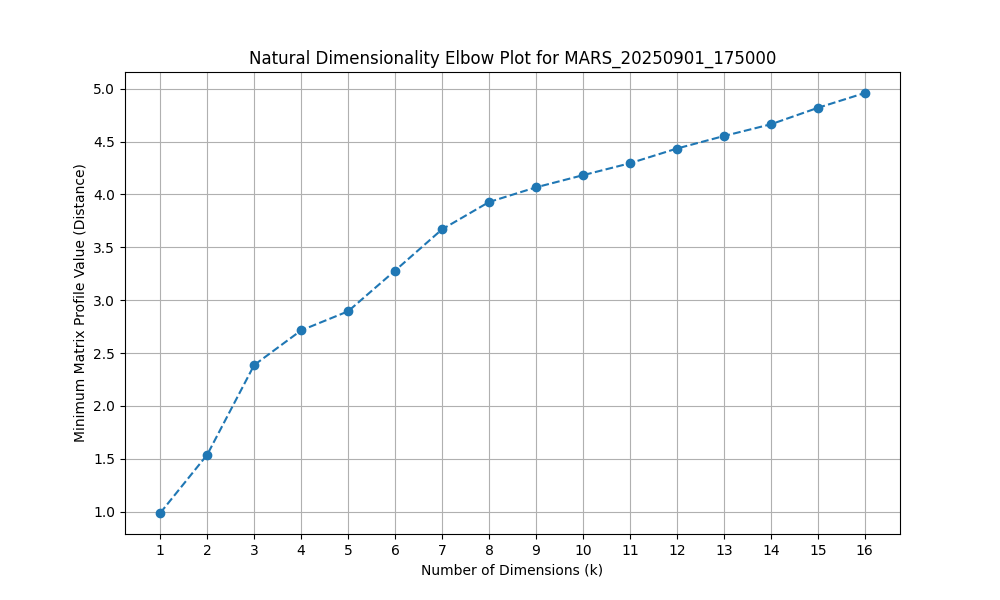 Natural Dimensionality Elbow Plot for MARS_20250901_175000
Minimum Matrix Profile Value (Distance)
5.0
4.5
4.0
3.5
3.0
2.5
2.0
1.5
1.0
1 2 3 4 5 6 7 8 9 10 11 12 13 14 15 16
Number of Dimensions (k)